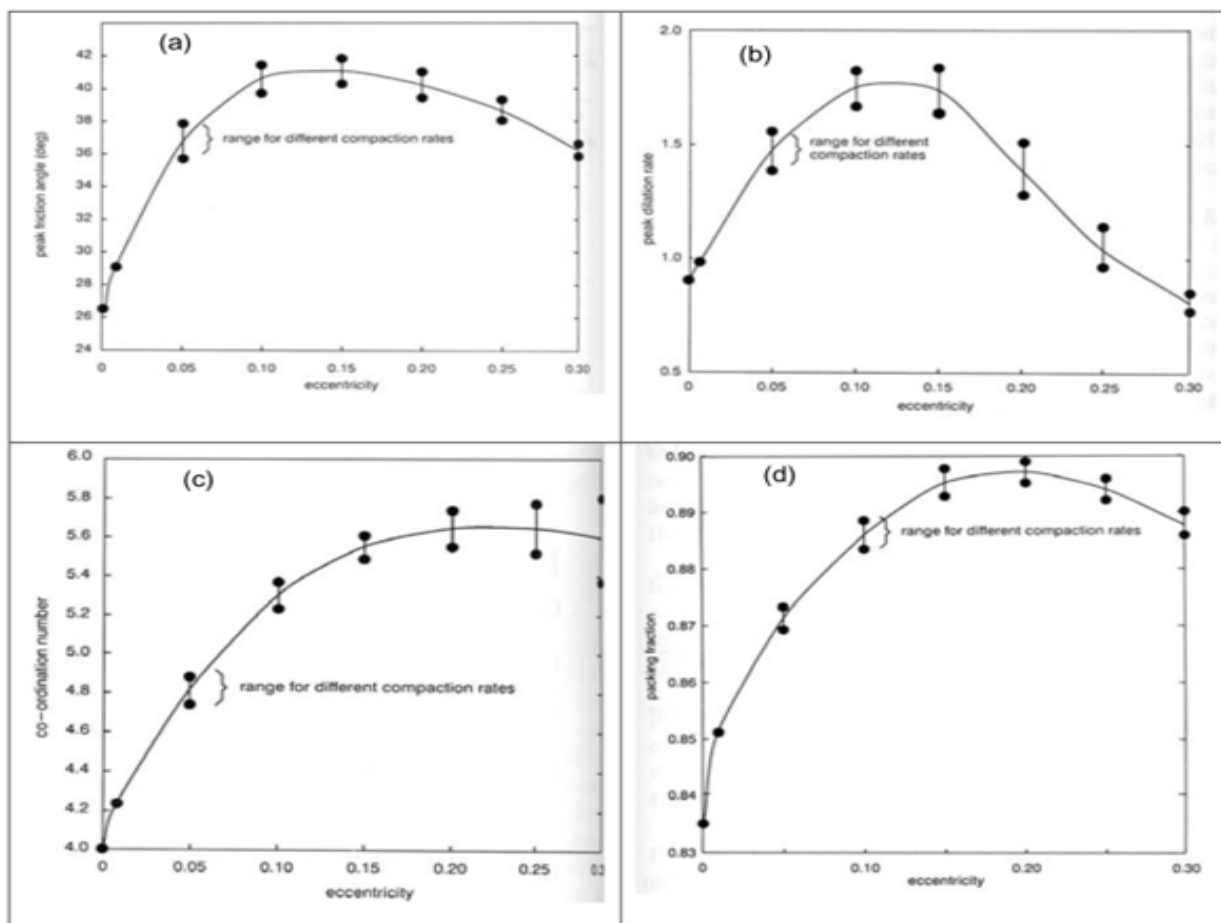 (a)
42
40
38
36
34
32
30
28
26
24
peak friction angle (deg)
range for different compaction rates
0 0.05 0.10 0.15 0.20 0.25 0.30
eccentricity
(b)
2.0
1.5
1.0
0.5
peak dilation rate
range for different
compaction rates
0 0.05 0.10 0.15 0.20 0.25 0.30
eccentricity
(c)
6.0
5.8
5.6
5.4
5.2
5.0
4.8
4.6
4.4
4.2
4.0
co-ordination number
range for different compaction rates
0 0.05 0.10 0.15 0.20 0.25
eccentricity
(d)
0.90
0.89
0.88
0.87
0.86
0.85
0.84
0.83
packing fraction
range for different compaction rates
0 0.05 0.10 0.15 0.20 0.25 0.30
eccentricity